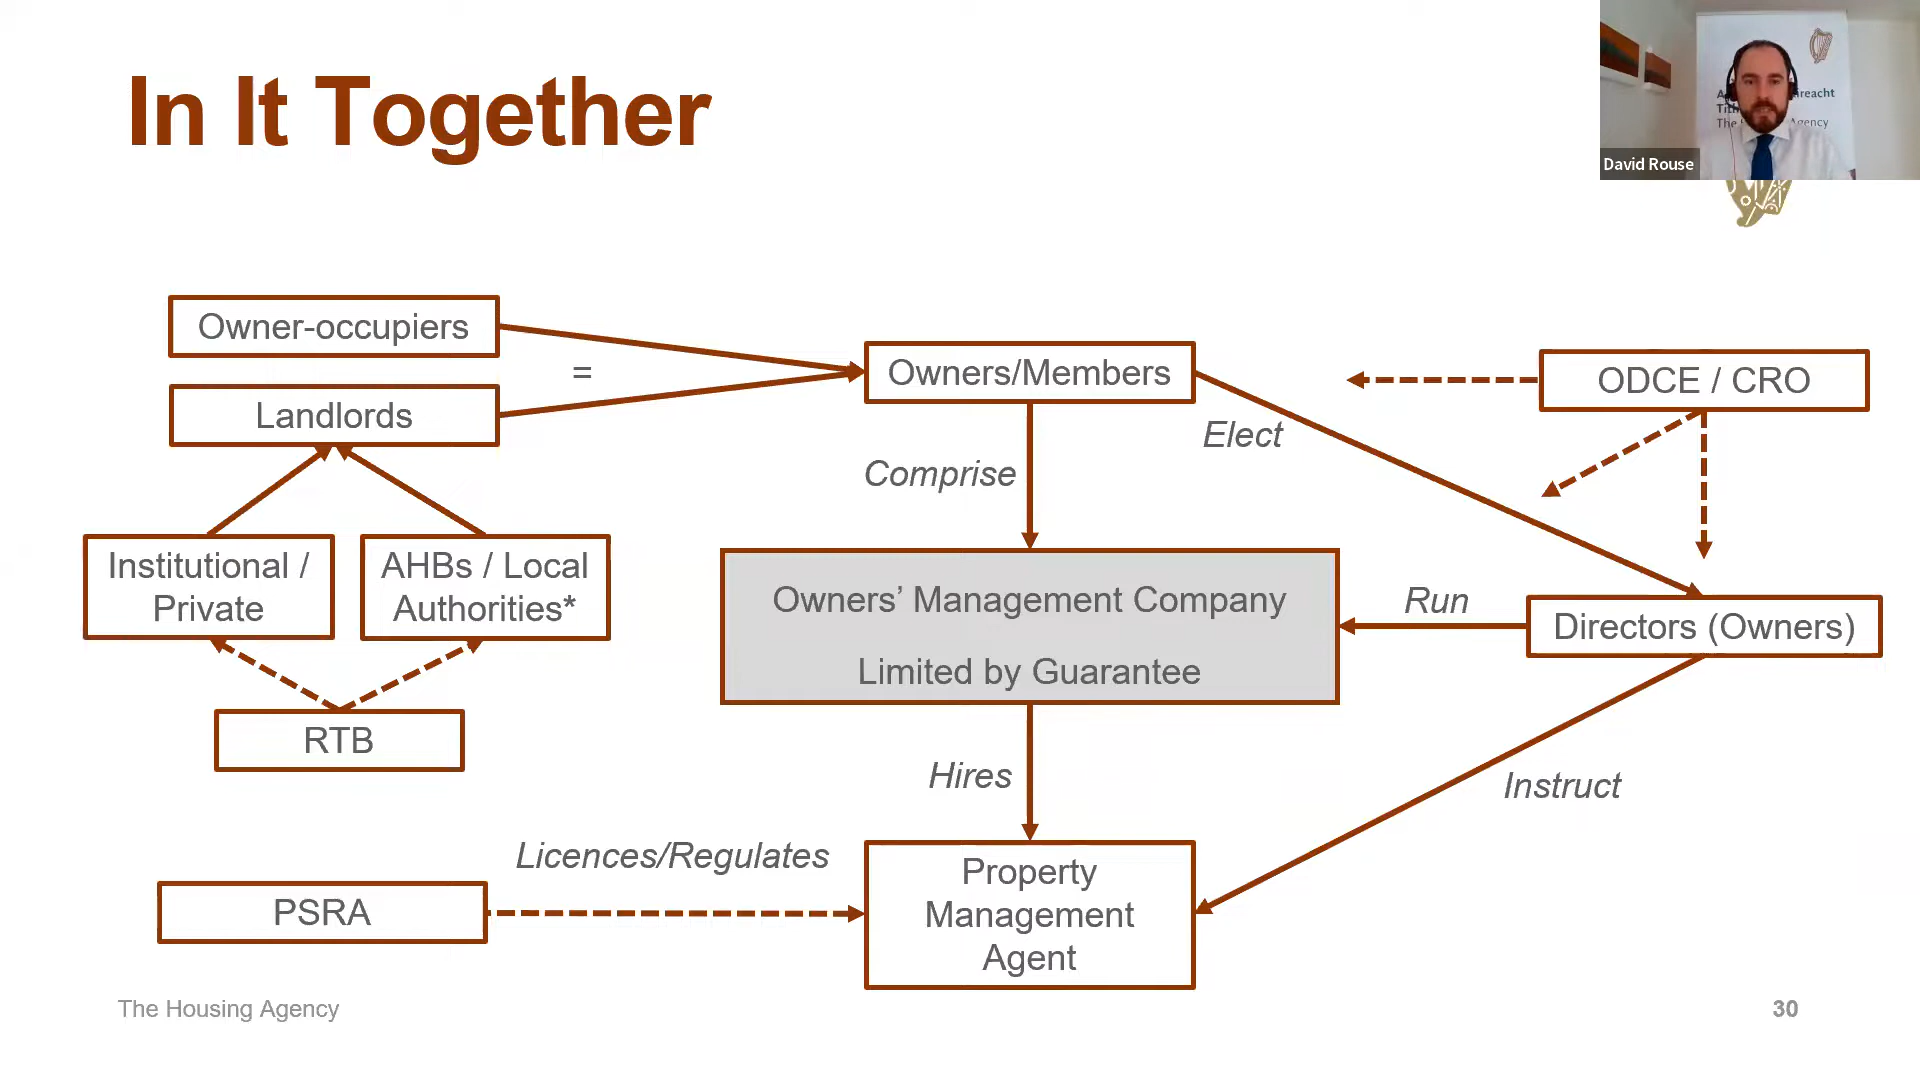 In It Together
David Rouse
Agency
Owner-occupiers
=
Landlords
Owners/Members
ODCE / CRO
Elect
Comprise
Institutional /
Private
AHBs / Local
Authorities*
Owners’ Management Company
Limited by Guarantee
Run
Directors (Owners)
RTB
Hires
Instruct
Licences/Regulates
PSRA
Property
Management
Agent
The Housing Agency
30